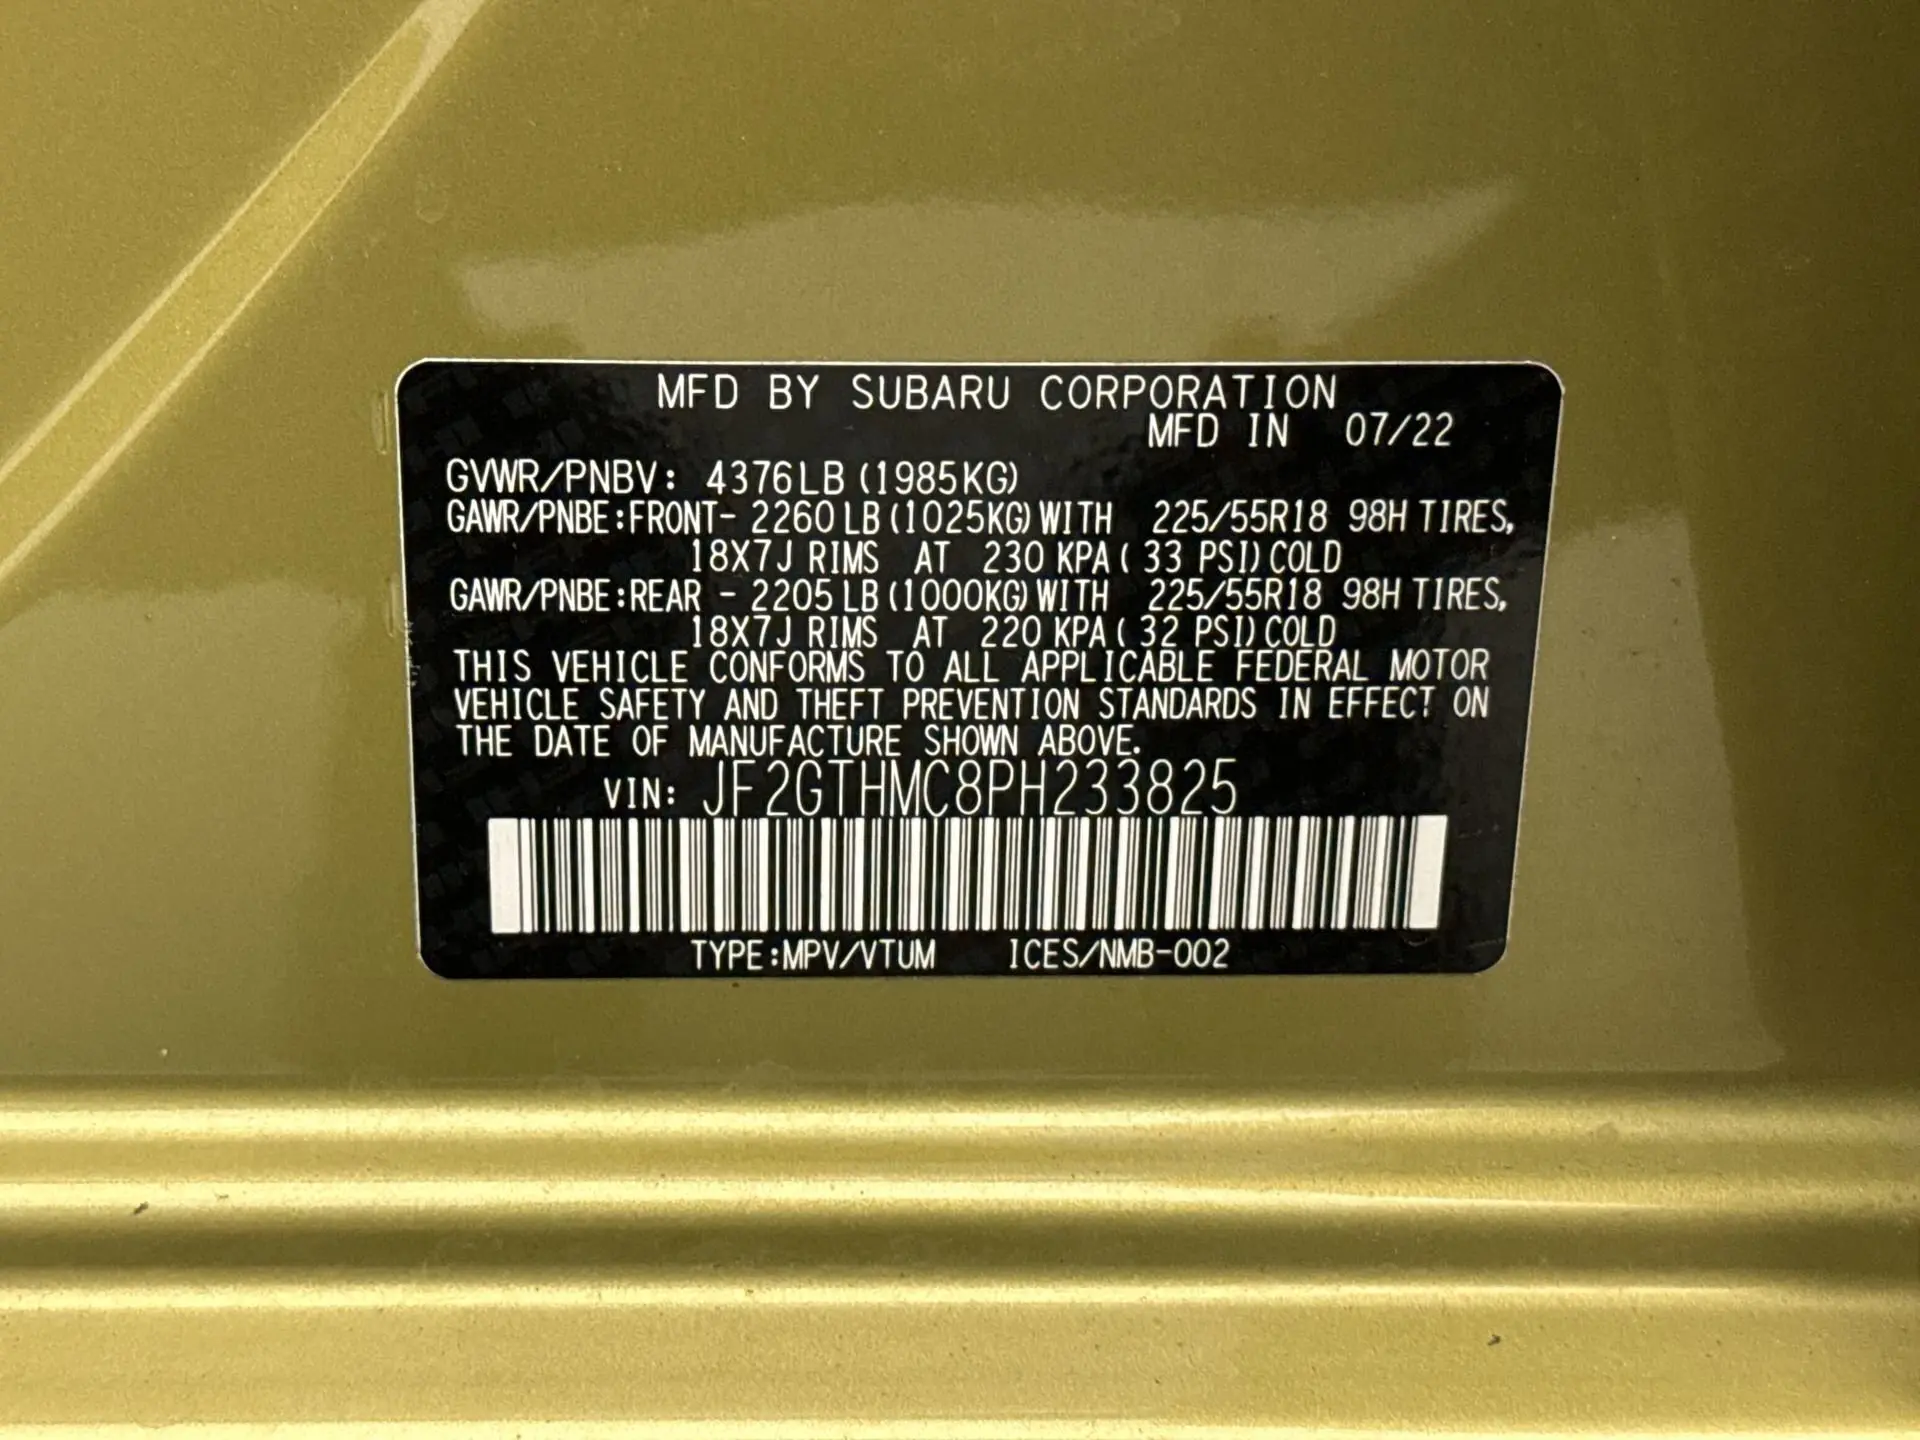 MFD BY SUBARU CORPORATION
MFD IN 07/22
GVWR/PNBV: 4376LB (1985KG)
GAWR/PNBE:FRONT- 2260LB (1025KG) WITH 225/55R18 98H TIRES,
18X7J RIMS AT 230 KPA ( 33 PSI) COLD
GAWR/PNBE:REAR - 2205LB (1000KG) WITH 225/55R18 98H TIRES,
18X7J RIMS AT 220 KPA ( 32 PSI) COLD
THIS VEHICLE CONFORMS TO ALL APPLICABLE FEDERAL MOTOR
VEHICLE SAFETY AND THEFT PREVENTION STANDARDS IN EFFECT ON
THE DATE OF MANUFACTURE SHOWN ABOVE.
VIN: JF2GTHMC8PH233825
TYPE:MPV/VTUM ICES/NMB-002